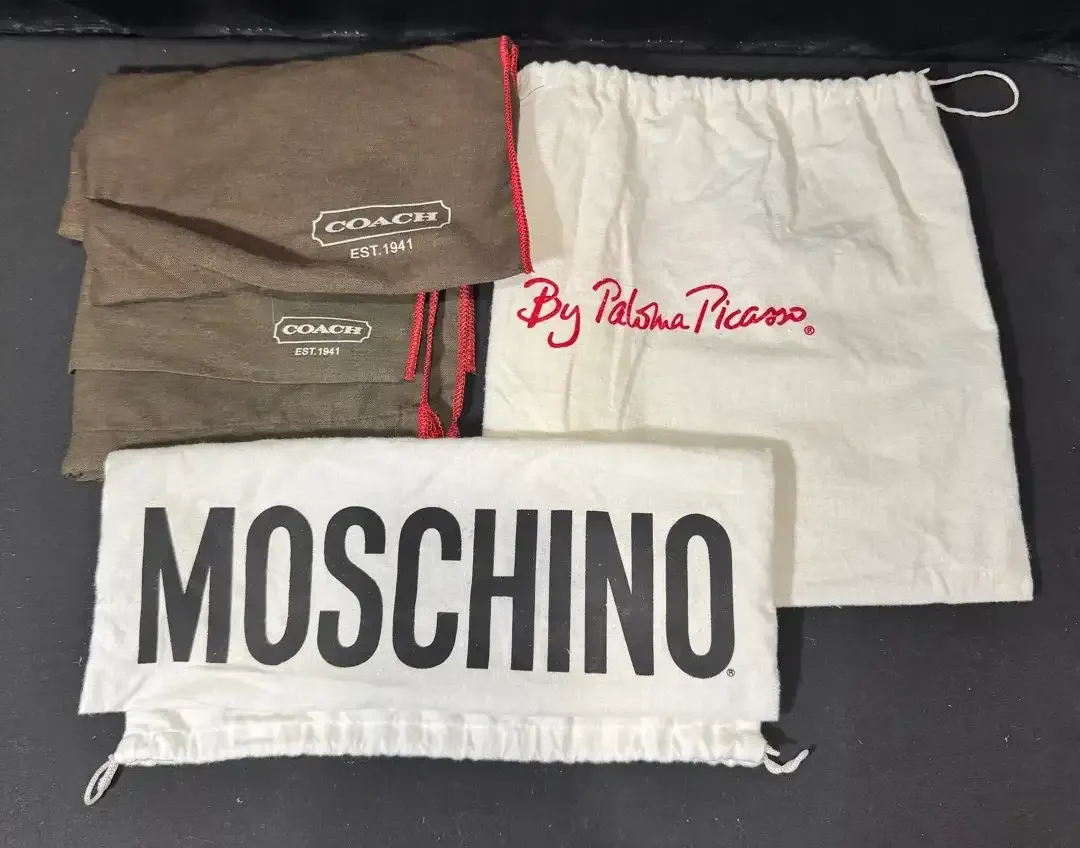 COACH
EST. 1941
COACH
EST. 1941
By Paloma Picasso®
MOSCHINO®